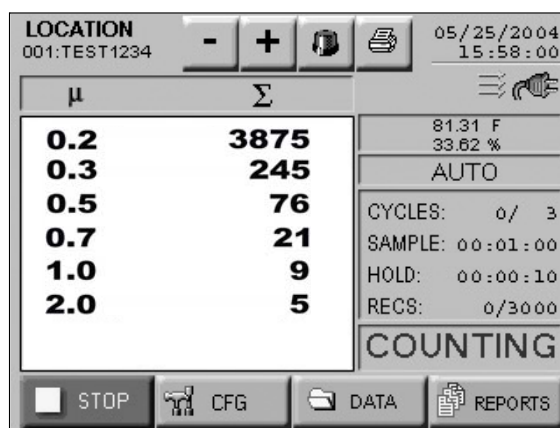 LOCATION
001:TEST1234
- +
05/25/2004
15:58:00
μ Σ
0.2 3875
0.3 245
0.5 76
0.7 21
1.0 9
2.0 5
81.31 F
33.62 %
AUTO
CYCLES: 0/ 3
SAMPLE: 00:01:00
HOLD: 00:00:10
RECS: 0/3000
COUNTING
STOP CFG DATA REPORTS